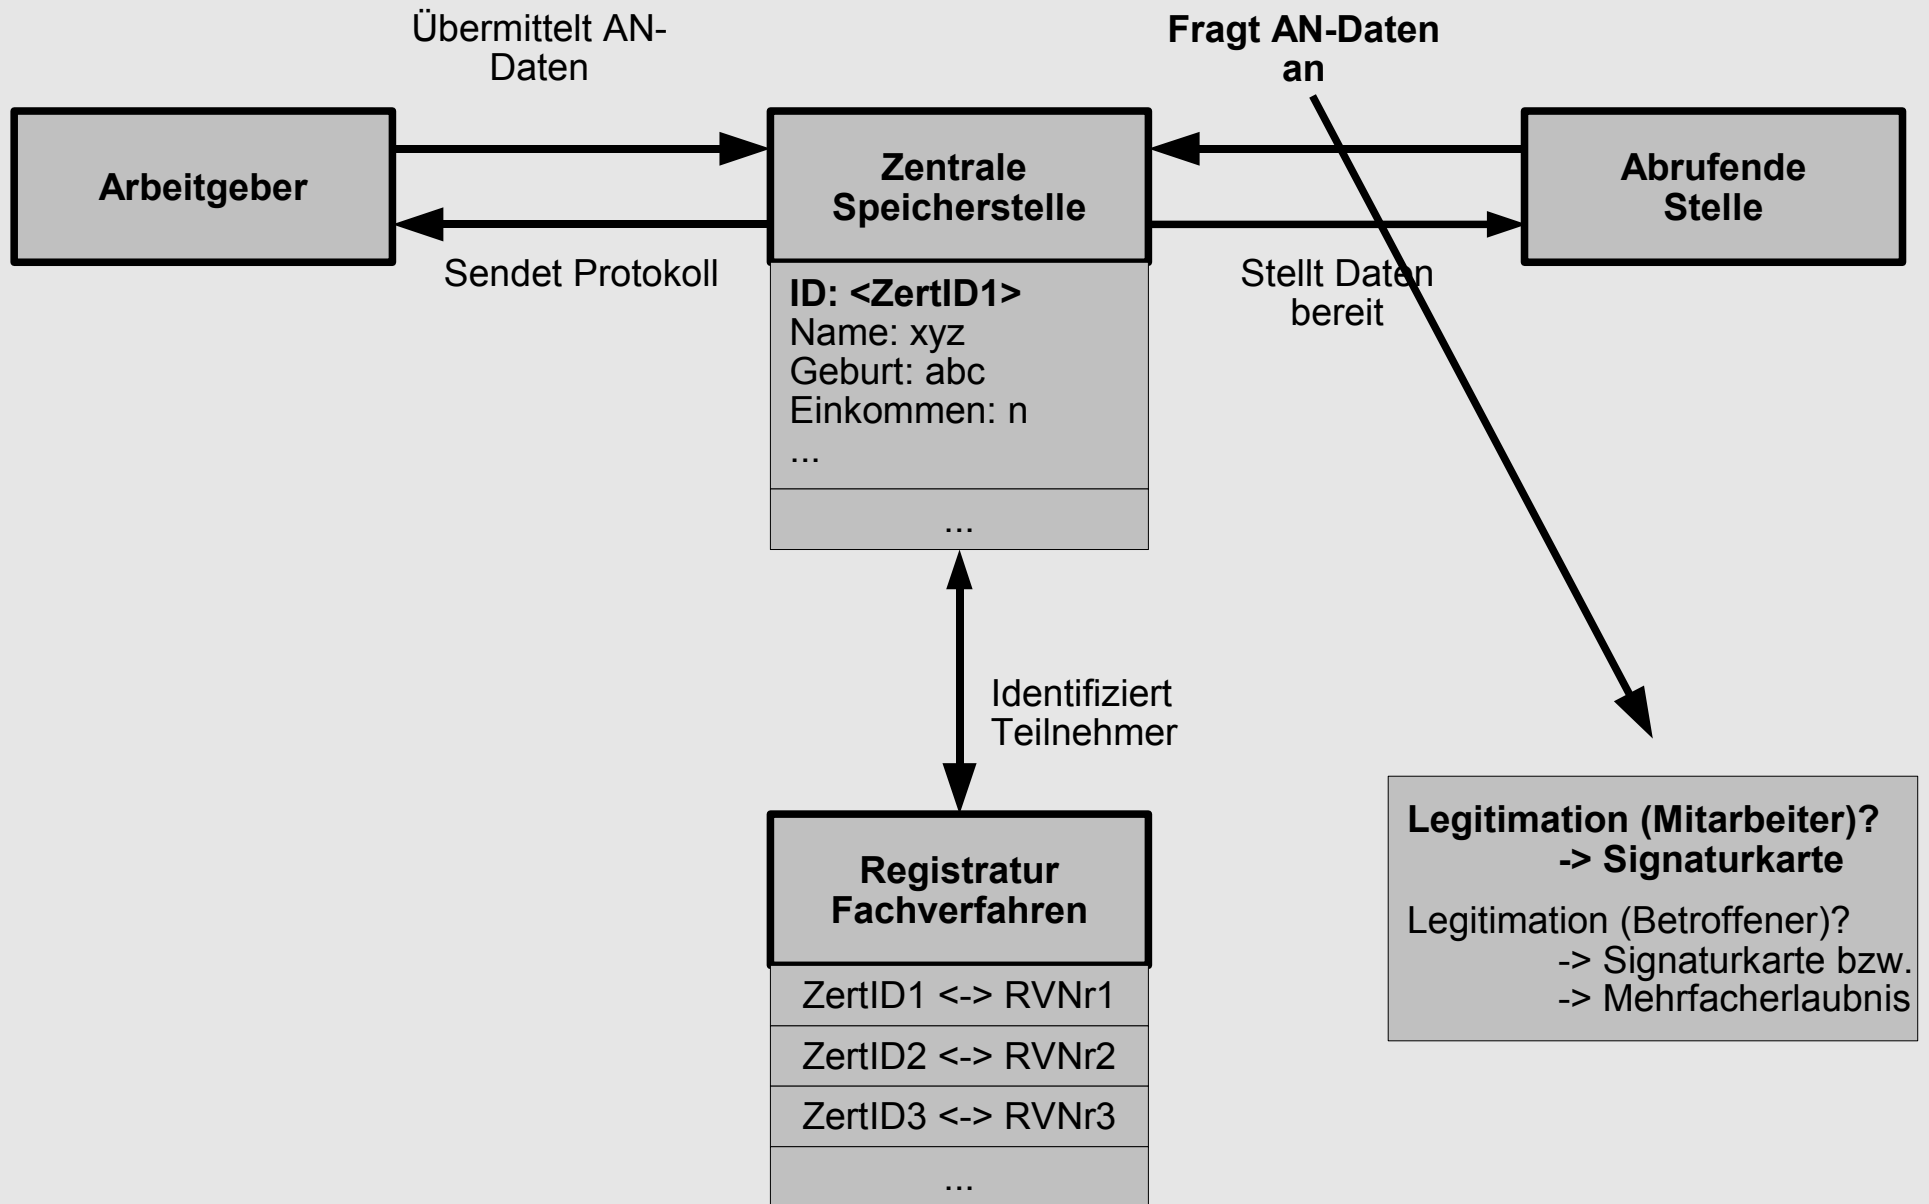 Übermittelt AN-
Daten
Fragt AN-Daten
an
Arbeitgeber
Zentrale
Speicherstelle
Abrufende
Stelle
Sendet Protokoll
Stellt Daten
bereit
ID: <ZertID1>
Name: xyz
Geburt: abc
Einkommen: n
...
...
Identifiziert
Teilnehmer
Registratur
Fachverfahren
ZertID1 <-> RVNr1
ZertID2 <-> RVNr2
ZertID3 <-> RVNr3
...
Legitimation (Mitarbeiter)?
-> Signaturkarte
Legitimation (Betroffener)?
-> Signaturkarte bzw.
-> Mehrfacherlaubnis